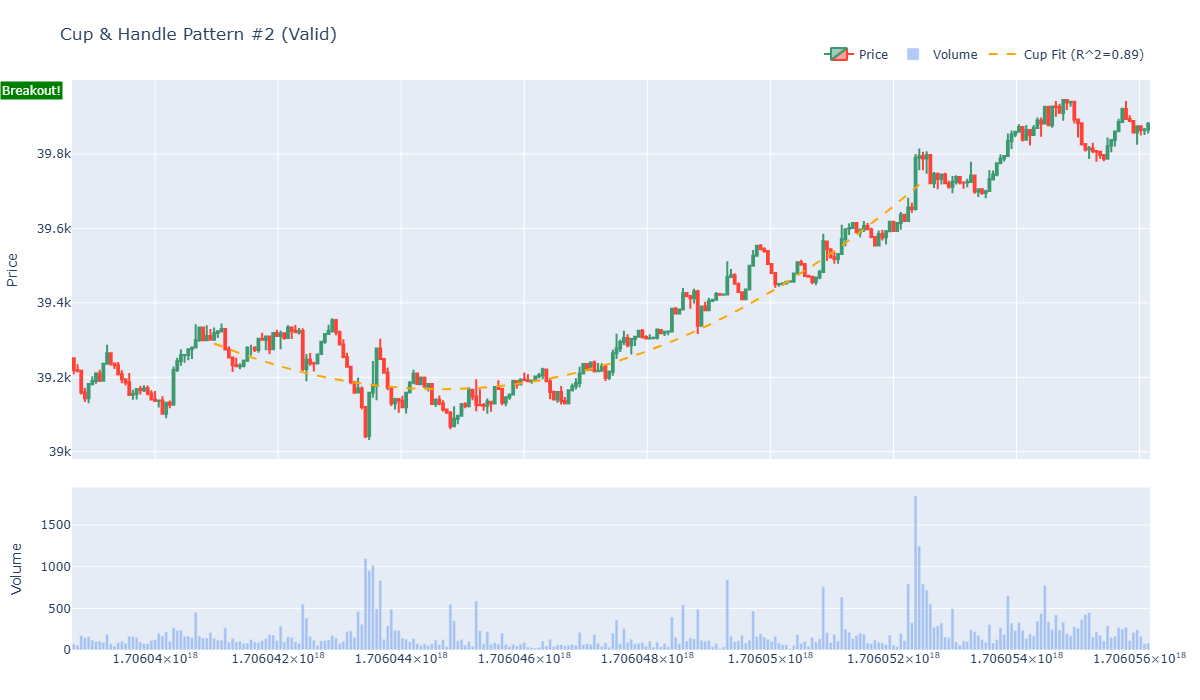 Cup & Handle Pattern #2 (Valid)
Price Volume Cup Fit (R^2=0.89)
Breakout!
39.8k
39.6k
39.4k
39.2k
39k
Price
1500
1000
500
0
Volume
1.70604×10¹⁸ 1.706042×10¹⁸ 1.706044×10¹⁸ 1.706046×10¹⁸ 1.706048×10¹⁸ 1.70605×10¹⁸ 1.706052×10¹⁸ 1.706054×10¹⁸ 1.706056×10¹⁸